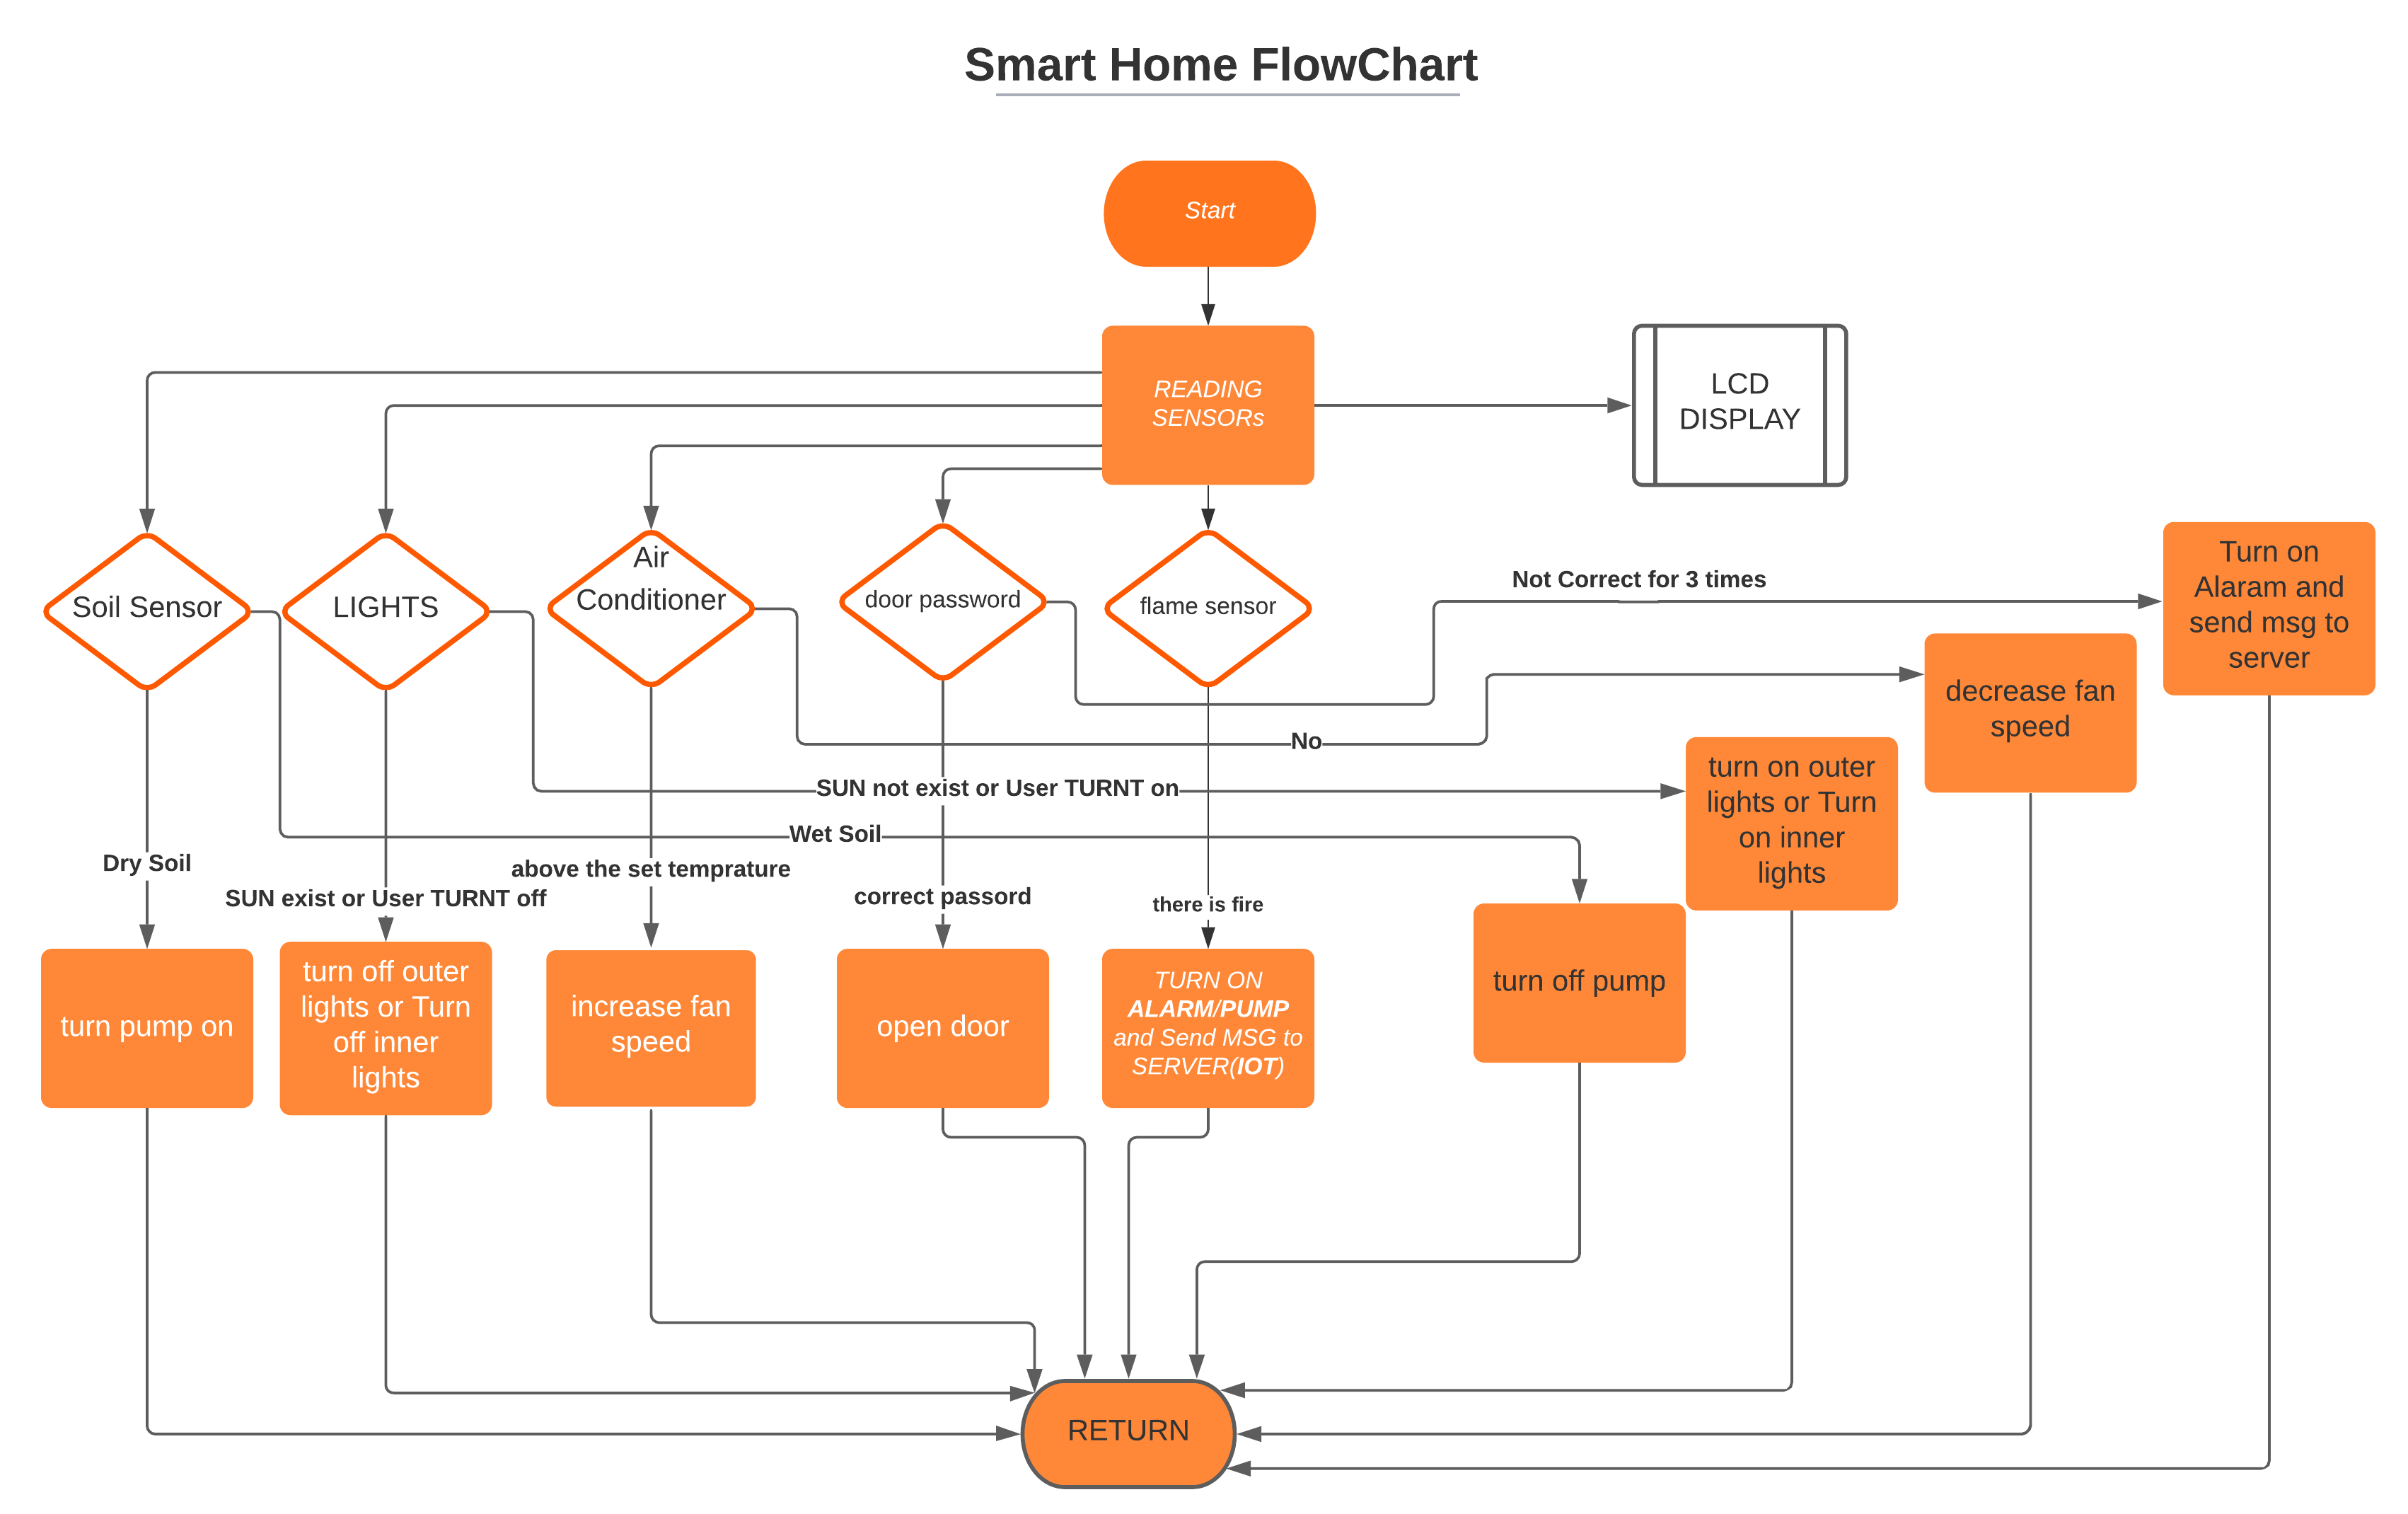 Smart Home FlowChart
Start
READING
SENSORs
LCD
DISPLAY
Soil Sensor
LIGHTS
Air
Conditioner
door password
flame sensor
Not Correct for 3 times
Turn on
Alaram and
send msg to
server
decrease fan
speed
No
SUN not exist or User TURNT on
turn on outer
lights or Turn
on inner
lights
Wet Soil
Dry Soil
above the set temprature
SUN exist or User TURNT off
correct passord
there is fire
turn pump on
turn off outer
lights or Turn
off inner
lights
increase fan
speed
open door
TURN ON
ALARM/PUMP
and Send MSG to
SERVER(IOT)
turn off pump
RETURN